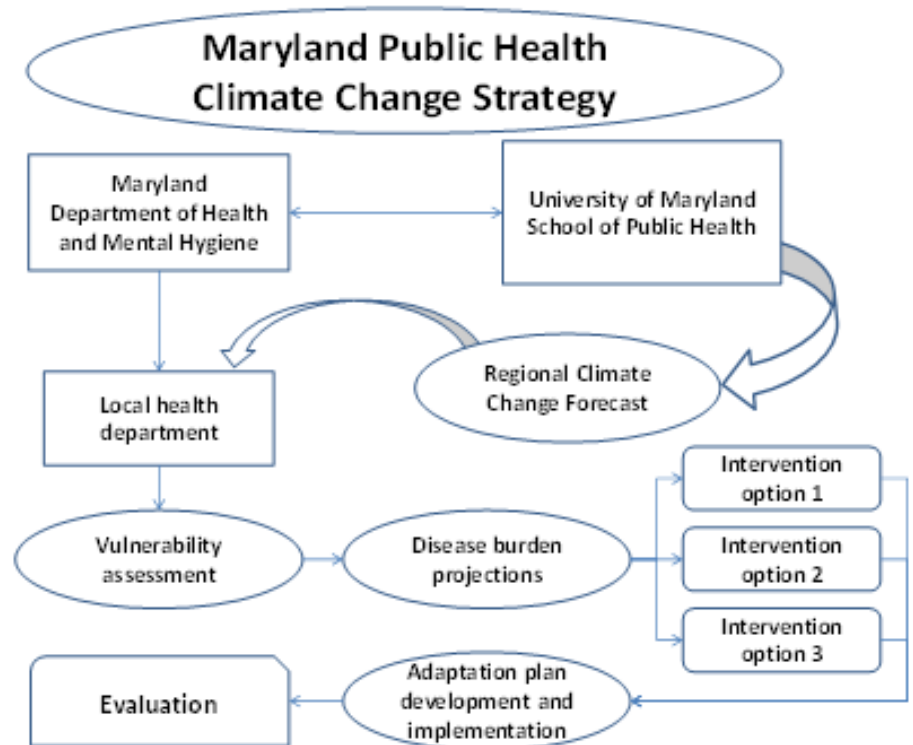 Maryland Public Health
Climate Change Strategy
Maryland
Department of Health
and Mental Hygiene
University of Maryland
School of Public Health
Regional Climate
Change Forecast
Local health
department
Vulnerability
assessment
Disease burden
projections
Intervention
option 1
Intervention
option 2
Intervention
option 3
Adaptation plan
development and
implementation
Evaluation